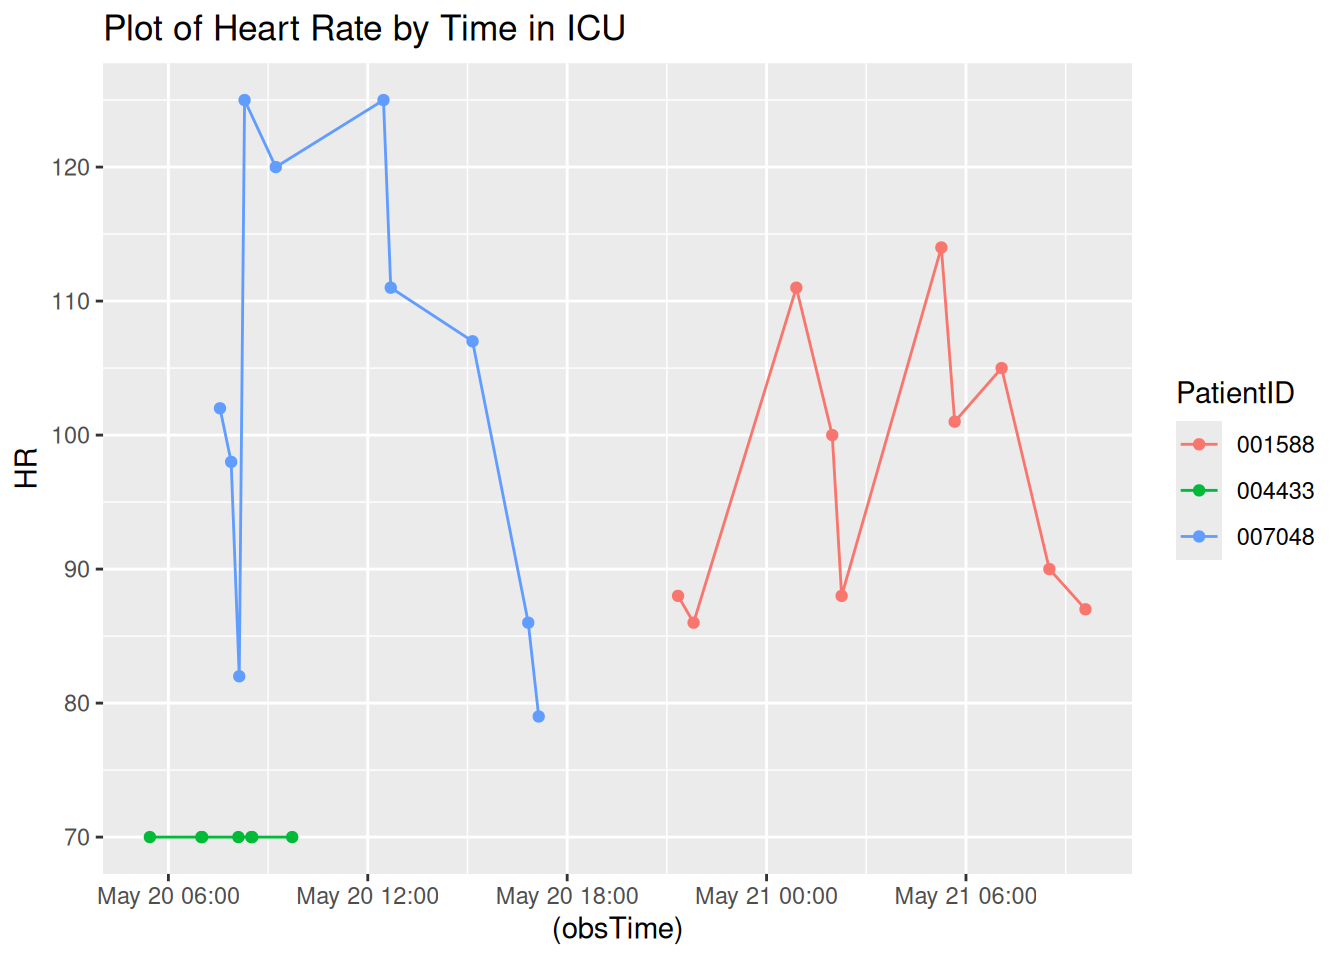 Plot of Heart Rate by Time in ICU
HR
120
110
100
90
80
70
May 20 06:00 May 20 12:00 May 20 18:00 May 21 00:00 May 21 06:00
(obsTime)
PatientID
001588
004433
007048